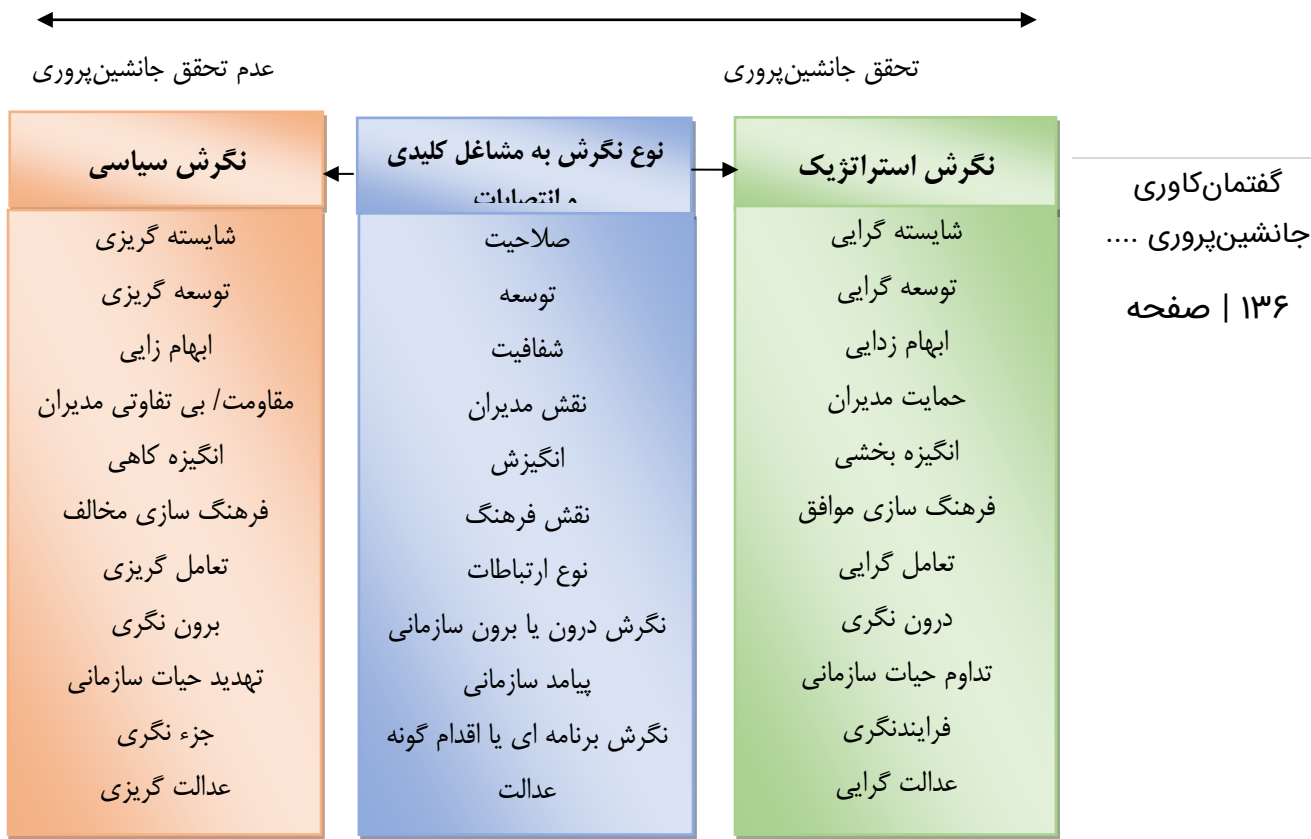 تحقق جانشین‌پروری
عدم تحقق جانشین‌پروری
گفتمان‌کاوی
جانشین‌پروری ....
۱۳۶ | صفحه
نگرش استراتژیک
شایسته گرایی
توسعه گرایی
ابهام زدایی
حمایت مدیران
انگیزه بخشی
فرهنگ سازی موافق
تعامل گرایی
درون نگری
تداوم حیات سازمانی
فرایندنگری
عدالت گرایی
نوع نگرش به مشاغل کلیدی
و انتصابات
صلاحیت
توسعه
شفافیت
نقش مدیران
انگیزش
نقش فرهنگ
نوع ارتباطات
نگرش درون یا برون سازمانی
پیامد سازمانی
نگرش برنامه ای یا اقدام گونه
عدالت
نگرش سیاسی
شایسته گریزی
توسعه گریزی
ابهام زایی
مقاومت/ بی تفاوتی مدیران
انگیزه کاهی
فرهنگ سازی مخالف
تعامل گریزی
برون نگری
تهدید حیات سازمانی
جزء نگری
عدالت گریزی